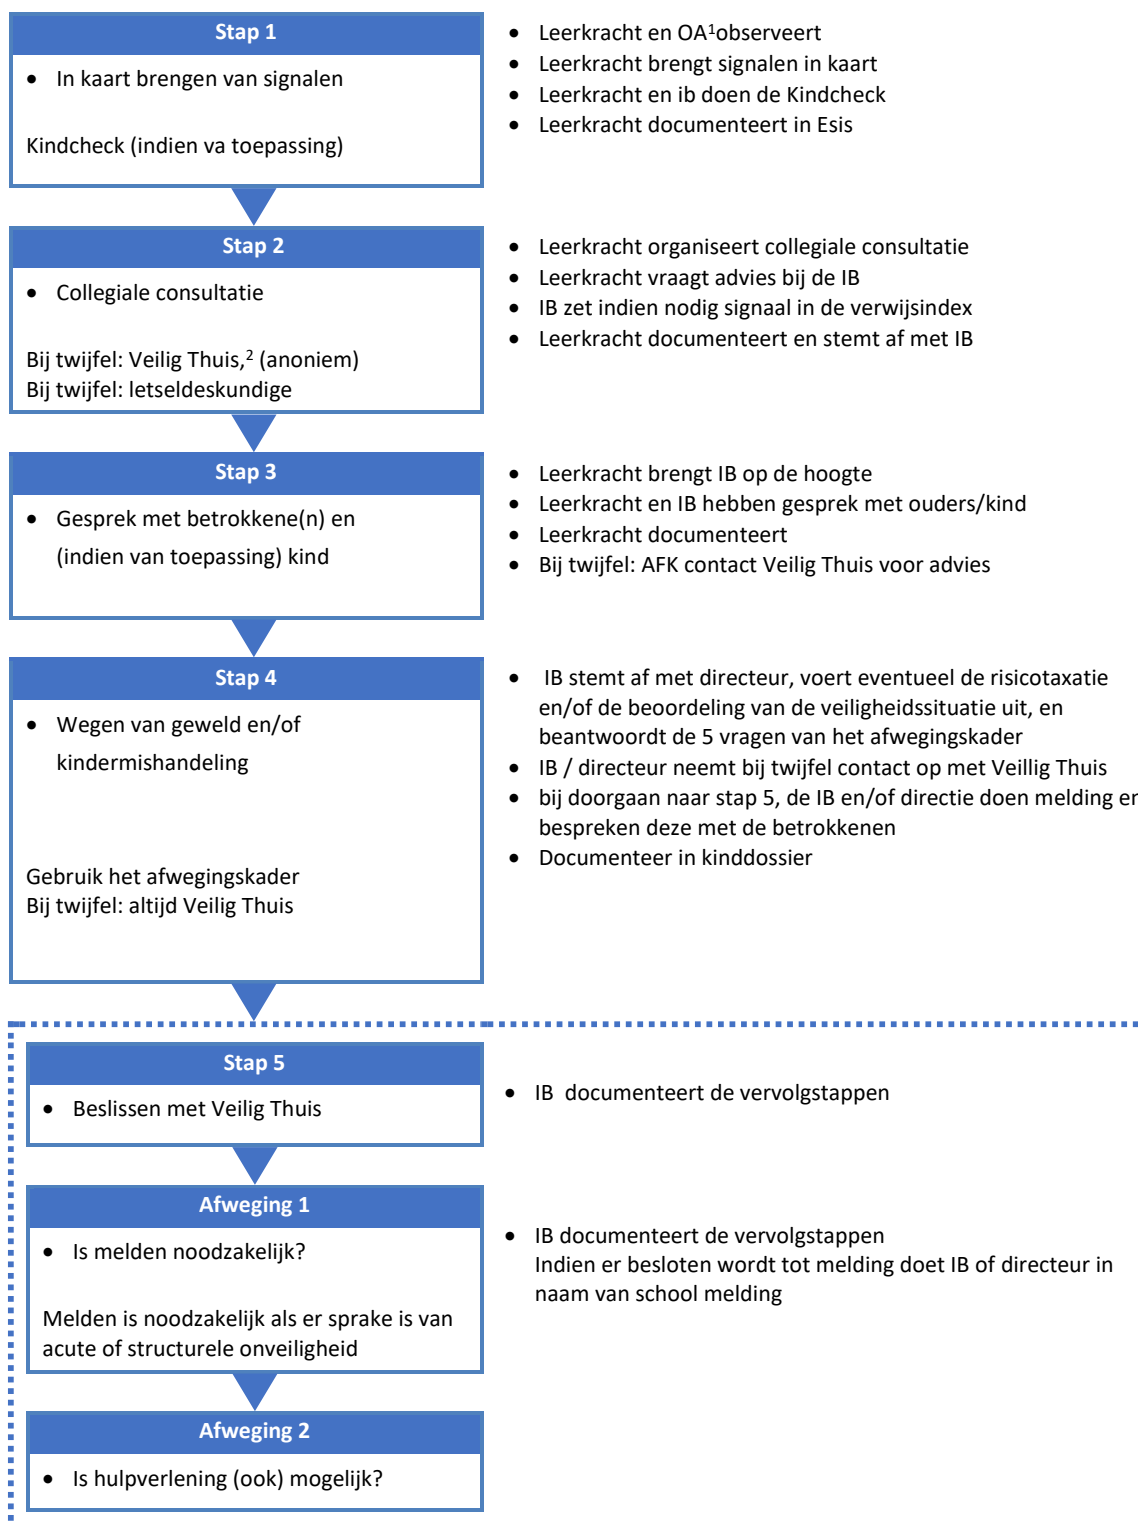 Stap 1
• In kaart brengen van signalen
Kindcheck (indien va toepassing)
• Leerkracht en OA¹observeert
• Leerkracht brengt signalen in kaart
• Leerkracht en ib doen de Kindcheck
• Leerkracht documenteert in Esis
Stap 2
• Collegiale consultatie
Bij twijfel: Veilig Thuis,² (anoniem)
Bij twijfel: letseldeskundige
• Leerkracht organiseert collegiale consultatie
• Leerkracht vraagt advies bij de IB
• IB zet indien nodig signaal in de verwijsindex
• Leerkracht documenteert en stemt af met IB
Stap 3
• Gesprek met betrokkene(n) en
(indien van toepassing) kind
• Leerkracht brengt IB op de hoogte
• Leerkracht en IB hebben gesprek met ouders/kind
• Leerkracht documenteert
• Bij twijfel: AFK contact Veilig Thuis voor advies
Stap 4
• Wegen van geweld en/of
kindermishandeling
Gebruik het afwegingskader
Bij twijfel: altijd Veilig Thuis
• IB stemt af met directeur, voert eventueel de risicotaxatie
en/of de beoordeling van de veiligheidssituatie uit, en
beantwoordt de 5 vragen van het afwegingskader
• IB / directeur neemt bij twijfel contact op met Veillig Thuis
• bij doorgaan naar stap 5, de IB en/of directie doen melding en
bespreken deze met de betrokkenen
• Documenteer in kinddossier
Stap 5
• Beslissen met Veilig Thuis
• IB documenteert de vervolgstappen
Afweging 1
• Is melden noodzakelijk?
Melden is noodzakelijk als er sprake is van
acute of structurele onveiligheid
• IB documenteert de vervolgstappen
Indien er besloten wordt tot melding doet IB of directeur in
naam van school melding
Afweging 2
• Is hulpverlening (ook) mogelijk?